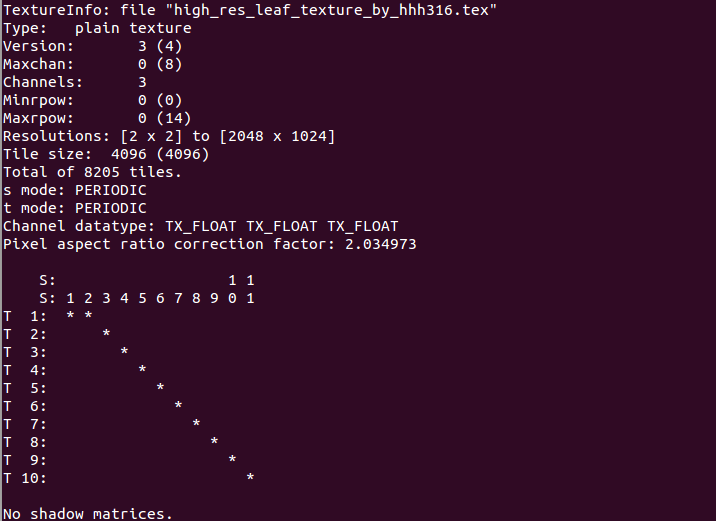 TextureInfo: file "high_res_leaf_texture_by_hhh316.tex"
Type:   plain texture
Version:       3 (4)
Maxchan:       0 (8)
Channels:      3
Minrpow:       0 (0)
Maxrpow:       0 (14)
Resolutions: [2 x 2] to [2048 x 1024]
Tile size:  4096 (4096)
Total of 8205 tiles.
s mode: PERIODIC
t mode: PERIODIC
Channel datatype: TX_FLOAT TX_FLOAT TX_FLOAT
Pixel aspect ratio correction factor: 2.034973
    S:                   1 1
    S: 1 2 3 4 5 6 7 8 9 0 1
T  1:  * *
T  2:      *
T  3:        *
T  4:          *
T  5:            *
T  6:              *
T  7:                *
T  8:                  *
T  9:                    *
T 10:                      *
No shadow matrices.